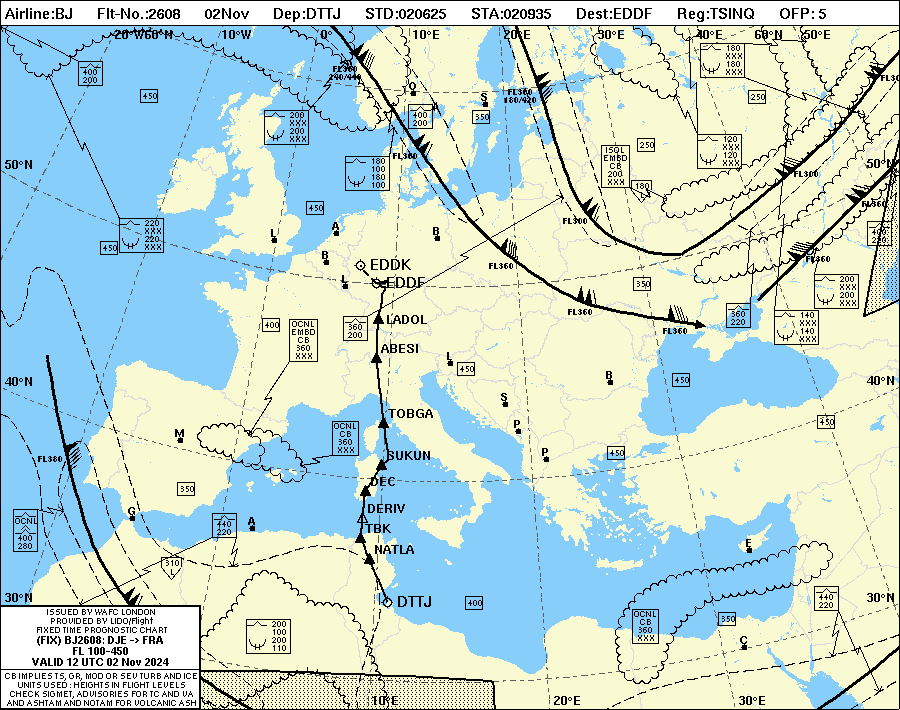 Airline:BJ Flt-No.:2608 02Nov Dep:DTTJ STD:020625 STA:020935 Dest:EDDF Reg:TSINQ OFP: 5
20°W 60°N 10°W 0° 10°E 20°E 30°E 40°E 60°N 50°E
FL360
FL360
180/420
FL300
400
200
450
O
S
350
400
200
180
XXX
180
XXX
250
200
XXX
200
XXX
FL360
250
120
XXX
120
XXX
50°N
50°N
180
100
180
100
ISOL
EMBD
CB
200
XXX
180
FL300
FL360
450
FL300
220
XXX
220
XXX
450
L
A
B
B
L
EDDK
EDDF
FL360
FL360
400
220
FL360
350
200
XXX
200
XXX
400
OCNL
EMBD
CB
360
XXX
360
200
LADOL
FL360
FL360
360
220
140
XXX
140
XXX
ABESI
L
450
B
450
40°N
40°N
TOBGA
S
P
450
M
OCNL
CB
360
XXX
SUKUN
P
450
FL380
350
DEC
DERIV
G
OCNL
400
280
440
220
A
TBK
NATLA
E
310
30°N
30°N
DTTJ
400
440
220
OCNL
CB
360
XXX
350
200
100
200
110
C
ISSUED BY WAFC LONDON
PROVIDED BY LIDO/Flight
FIXED TIME PROGNOSTIC CHART
(FIX) BJ2608: DJE -> FRA
FL 100-450
VALID 12 UTC 02 Nov 2024
CB IMPLIES TS, GR, MOD OR SEV TURB AND ICE
UNITS USED : HEIGHTS IN FLIGHT LEVELS
CHECK SIGMET, ADVISORIES FOR TC AND VA
AND ASHTAM AND NOTAM FOR VOLCANIC ASH
10°E 20°E 30°E